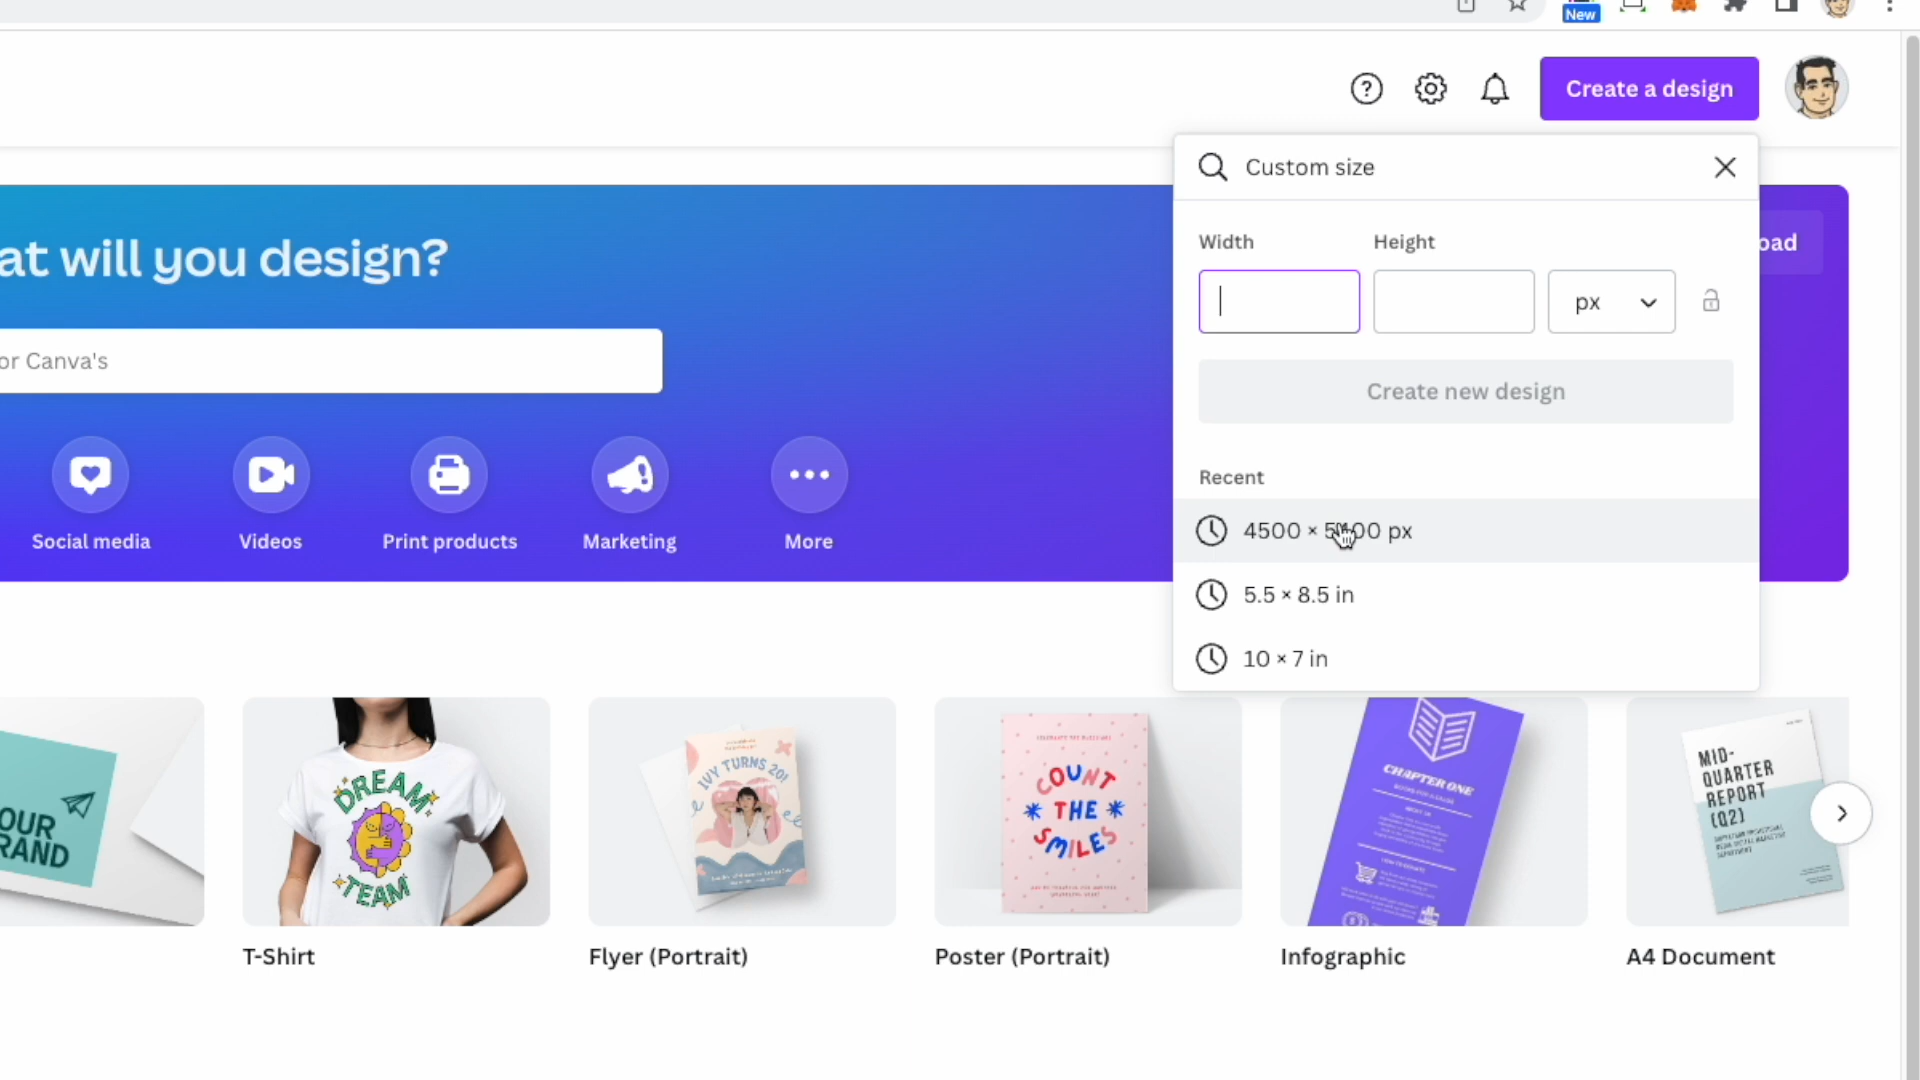 New
Create a design
Custom size
Width Height
oad
at will you design?
px
or Canva's
Create new design
Recent
4500 × 5400 px
Social media Videos Print products Marketing More
5.5 × 8.5 in
10 × 7 in
OUR
RAND
DREAM
TEAM
IVY TURNS 20!
COUNT
THE
SMILES
CHAPTER ONE
MID-
QUARTER
REPORT
(Q2)
T-Shirt
Flyer (Portrait)
Poster (Portrait)
Infographic
A4 Document